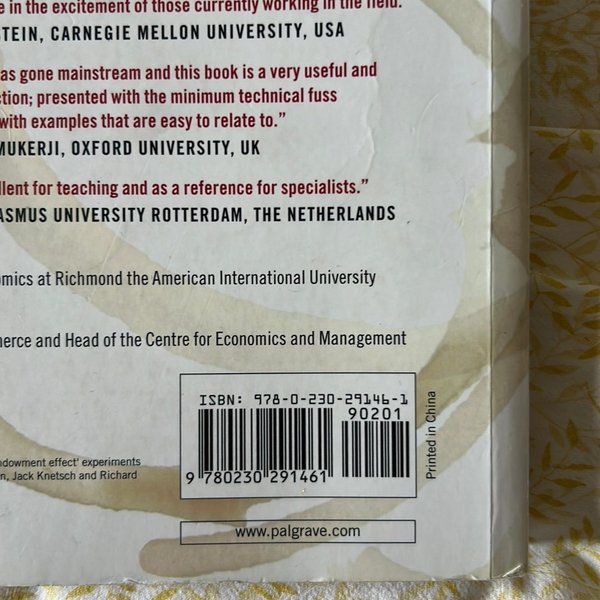 e in the excitement of those currently working in the field.
STEIN, CARNEGIE MELLON UNIVERSITY, USA
as gone mainstream and this book is a very useful and
ction; presented with the minimum technical fuss
with examples that are easy to relate to.”
MUKERJI, OXFORD UNIVERSITY, UK
llent for teaching and as a reference for specialists.”
ASMUS UNIVERSITY ROTTERDAM, THE NETHERLANDS
omics at Richmond the American International University
merce and Head of the Centre for Economics and Management
ISBN: 978-0-230-29146-1
90201
9 780230 291461
Printed in China
ndowment effect' experiments
n, Jack Knetsch and Richard
www.palgrave.com